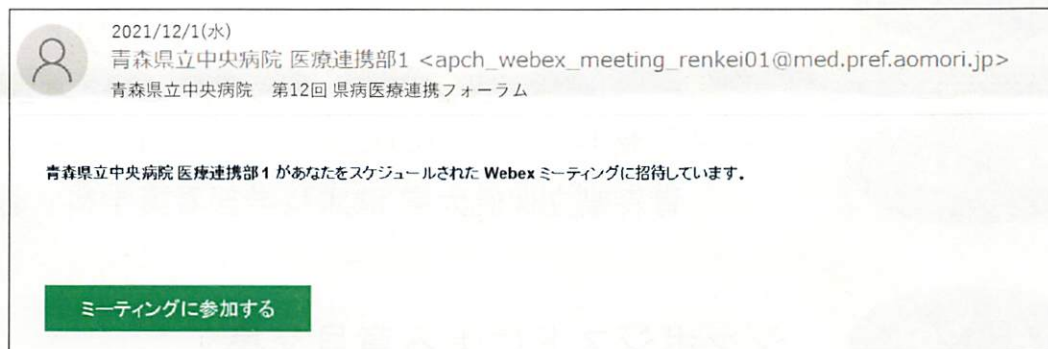 2021/12/1(水)
青森県立中央病院 医療連携部1 <apch_webex_meeting_renkei01@med.pref.aomori.jp>
青森県立中央病院　第12回 県病医療連携フォーラム
青森県立中央病院 医療連携部1 があなたをスケジュールされた Webex ミーティングに招待しています。
ミーティングに参加する